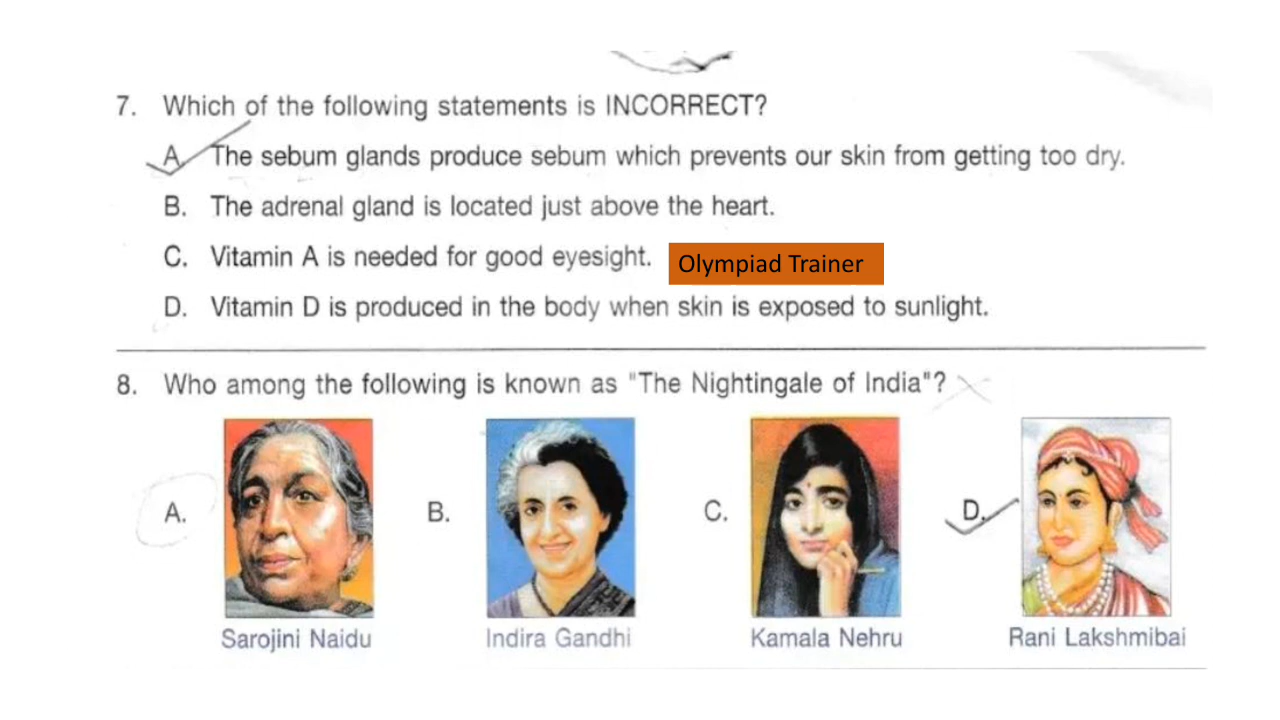 7. Which of the following statements is INCORRECT?
A. The sebum glands produce sebum which prevents our skin from getting too dry.
B. The adrenal gland is located just above the heart.
C. Vitamin A is needed for good eyesight.
Olympiad Trainer
D. Vitamin D is produced in the body when skin is exposed to sunlight.
8. Who among the following is known as "The Nightingale of India"?
A. B. C. D.
Sarojini Naidu Indira Gandhi Kamala Nehru Rani Lakshmibai